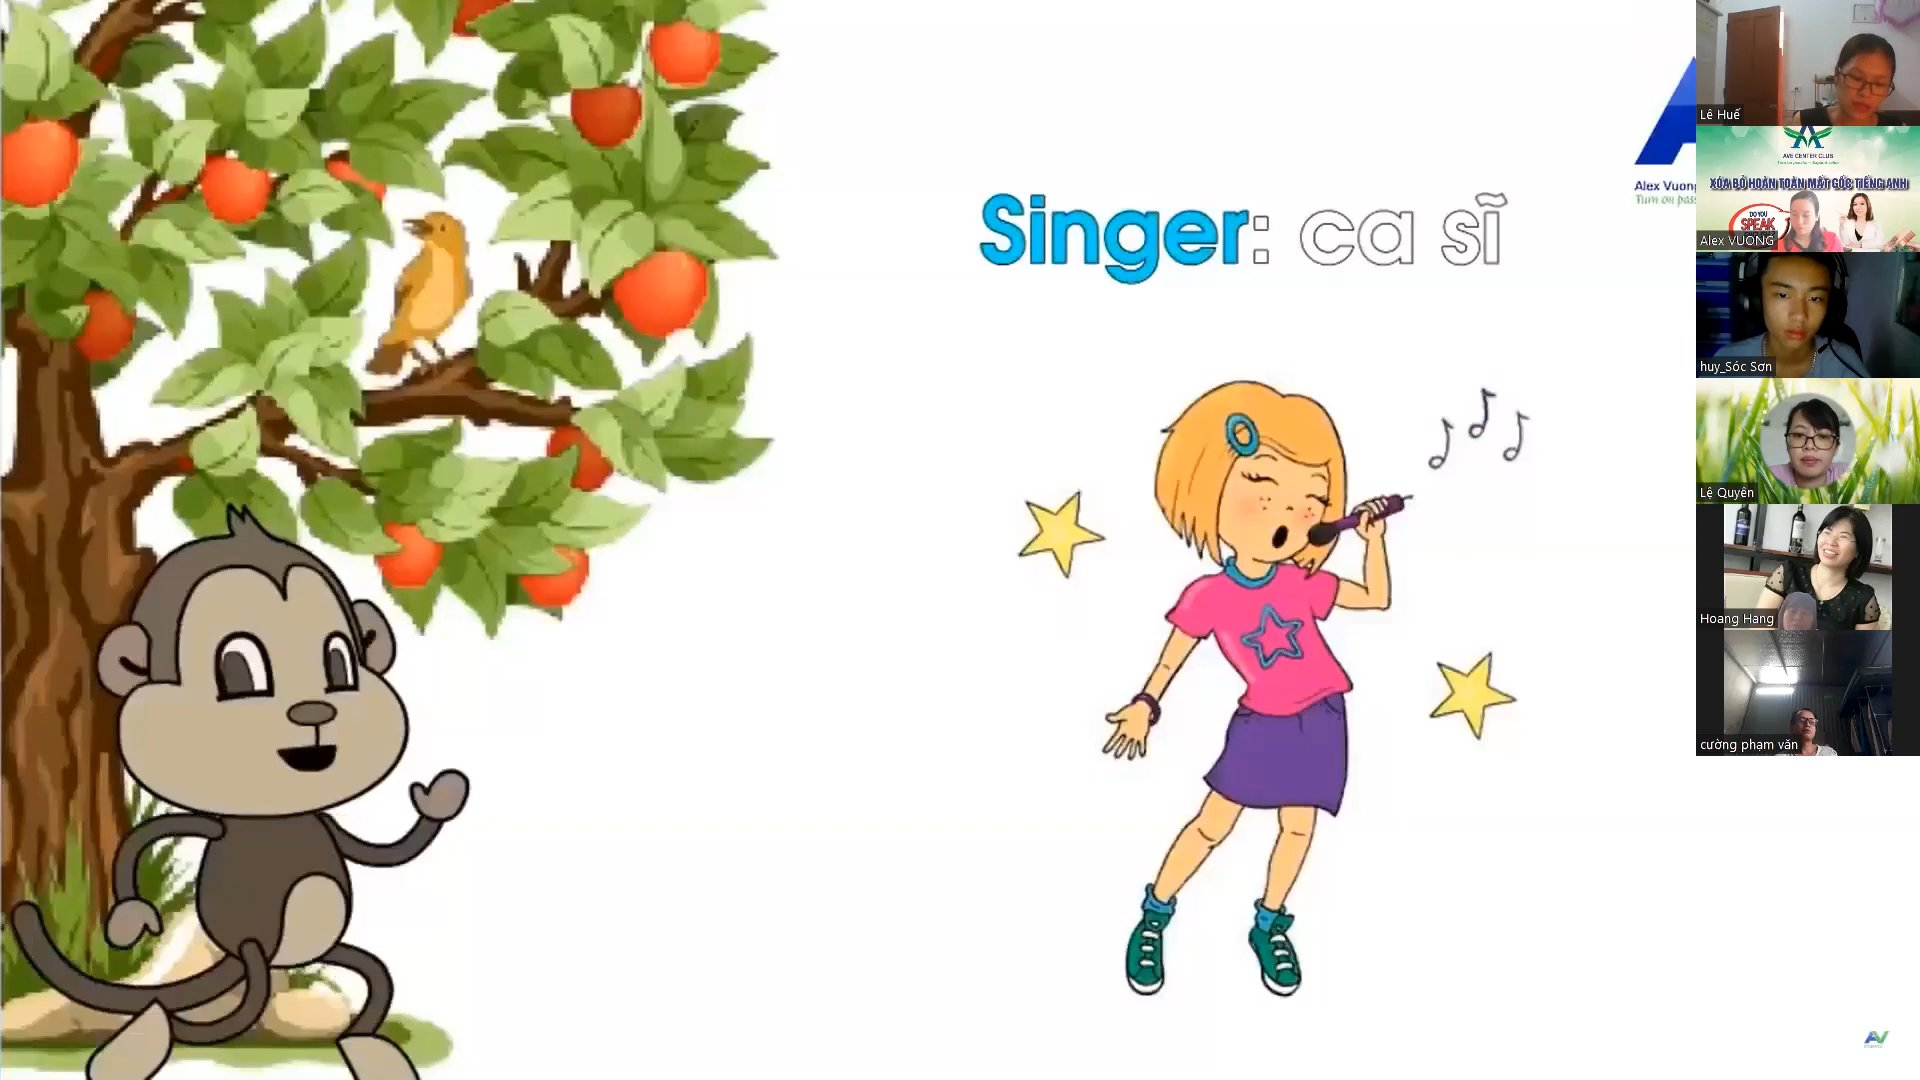 Singer: ca sĩ
Alex Vuong
Lê Huế
AVE CENTER CLUB
XÓA BỎ HOÀN TOÀN MẤT GỐC TIẾNG ANH
DO YOU
SPEAK
Alex VUONG
huy_Sóc Sơn
Lệ Quyên
Hoang Hang
cường phạm văn